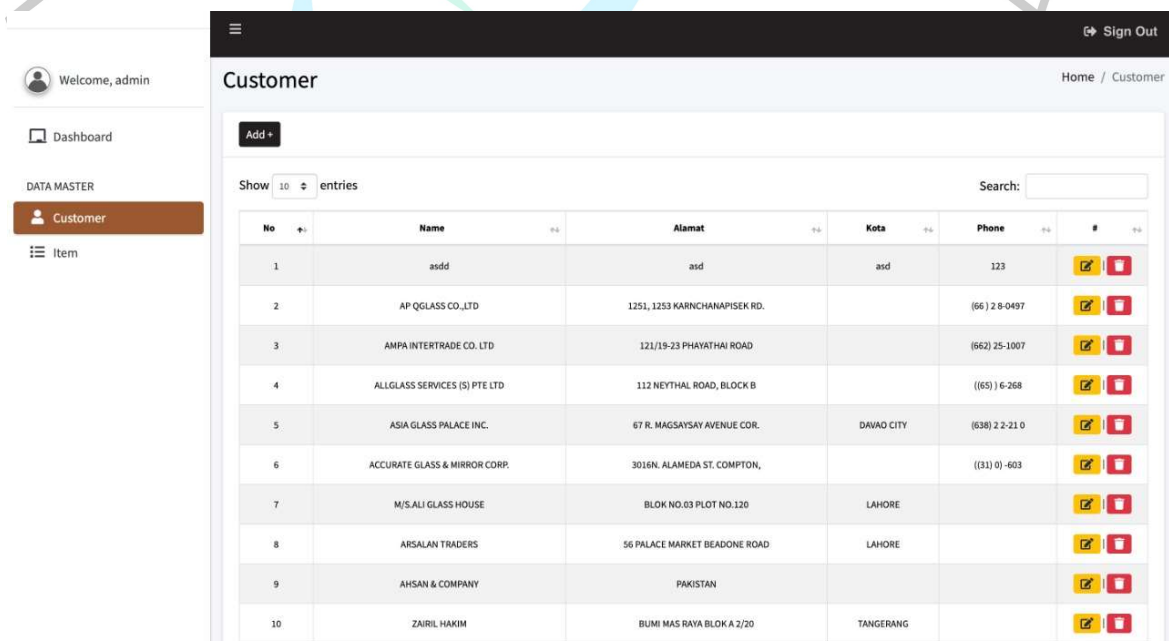 Sign Out
Welcome, admin
Customer
Home / Customer
Dashboard
Add +
DATA MASTER
Show 10 entries
Search:
Customer
Item
No Name Alamat Kota Phone #
1 asdd asd asd 123
2 AP QGLASS CO.,LTD 1251, 1253 KARNCHANAPISEK RD. (66 ) 2 8-0497
3 AMPA INTERTRADE CO. LTD 121/19-23 PHAYATHAI ROAD (662) 25-1007
4 ALLGLASS SERVICES (S) PTE LTD 112 NEYTHAL ROAD, BLOCK B ((65) ) 6-268
5 ASIA GLASS PALACE INC. 67 R. MAGSAYSAY AVENUE COR. DAVAO CITY (638) 2 2-21 0
6 ACCURATE GLASS & MIRROR CORP. 3016N. ALAMEDA ST. COMPTON, ((31) 0) -603
7 M/S.ALI GLASS HOUSE BLOK NO.03 PLOT NO.120 LAHORE
8 ARSALAN TRADERS 56 PALACE MARKET BEADONE ROAD LAHORE
9 AHSAN & COMPANY PAKISTAN
10 ZAIRIL HAKIM BUMI MAS RAYA BLOK A 2/20 TANGERANG